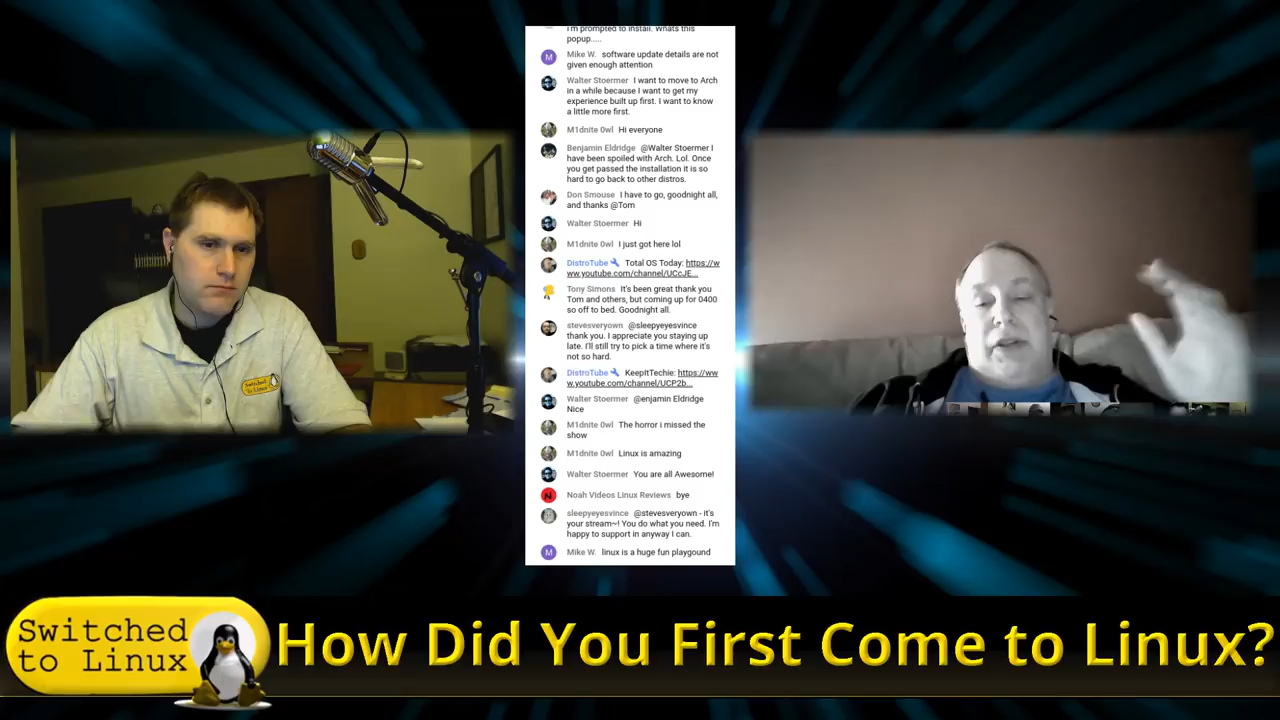 i'm prompted to install. Whats this
popup.....
M
Mike W. software update details are not
given enough attention
Walter Stoermer I want to move to Arch
in a while because I want to get my
experience built up first. I want to know
a little more first.
M1dnite 0wl Hi everyone
Benjamin Eldridge @Walter Stoermer I
have been spoiled with Arch. Lol. Once
you get passed the installation it is so
hard to go back to other distros.
Don Smouse I have to go, goodnight all,
and thanks @Tom
Walter Stoermer Hi
M1dnite 0wl I just got here lol
DistroTube Total OS Today: https://w
ww.youtube.com/channel/UCcJE...
Tony Simons It's been great thank you
Tom and others, but coming up for 0400
so off to bed. Goodnight all.
stevesveryown @sleepyeyesvince
thank you. I appreciate you staying up
late. I'll still try to pick a time where it's
not so hard.
DistroTube KeepItTechie: https://ww
w.youtube.com/channel/UCP2b...
Walter Stoermer @enjamin Eldridge
Nice
M1dnite 0wl The horror i missed the
show
M1dnite 0wl Linux is amazing
Walter Stoermer You are all Awesome!
N
Noah Videos Linux Reviews bye
sleepyeyesvince @stevesveryown - it's
your stream~! You do what you need. I'm
happy to support in anyway I can.
M
Mike W. linux is a huge fun playgound
Switched
to Linux
Switched
to Linux
How Did You First Come to Linux?